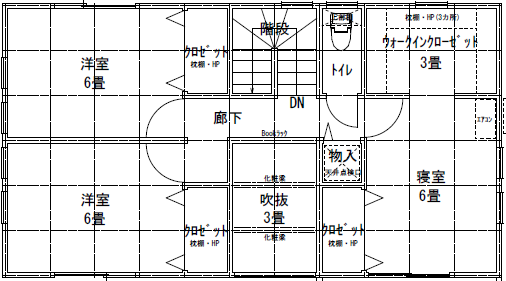 洋室
6畳
クロゼット
枕棚・HP
階段
DN
上部棚
トイレ
枕棚・HP(3カ所)
ウォークインクローゼット
3畳
廊下
Bookラック
エアコン
物入
天井点検口
洋室
6畳
クロゼット
枕棚・HP
化粧梁
吹抜
3畳
化粧梁
クロゼット
枕棚・HP
寝室
6畳